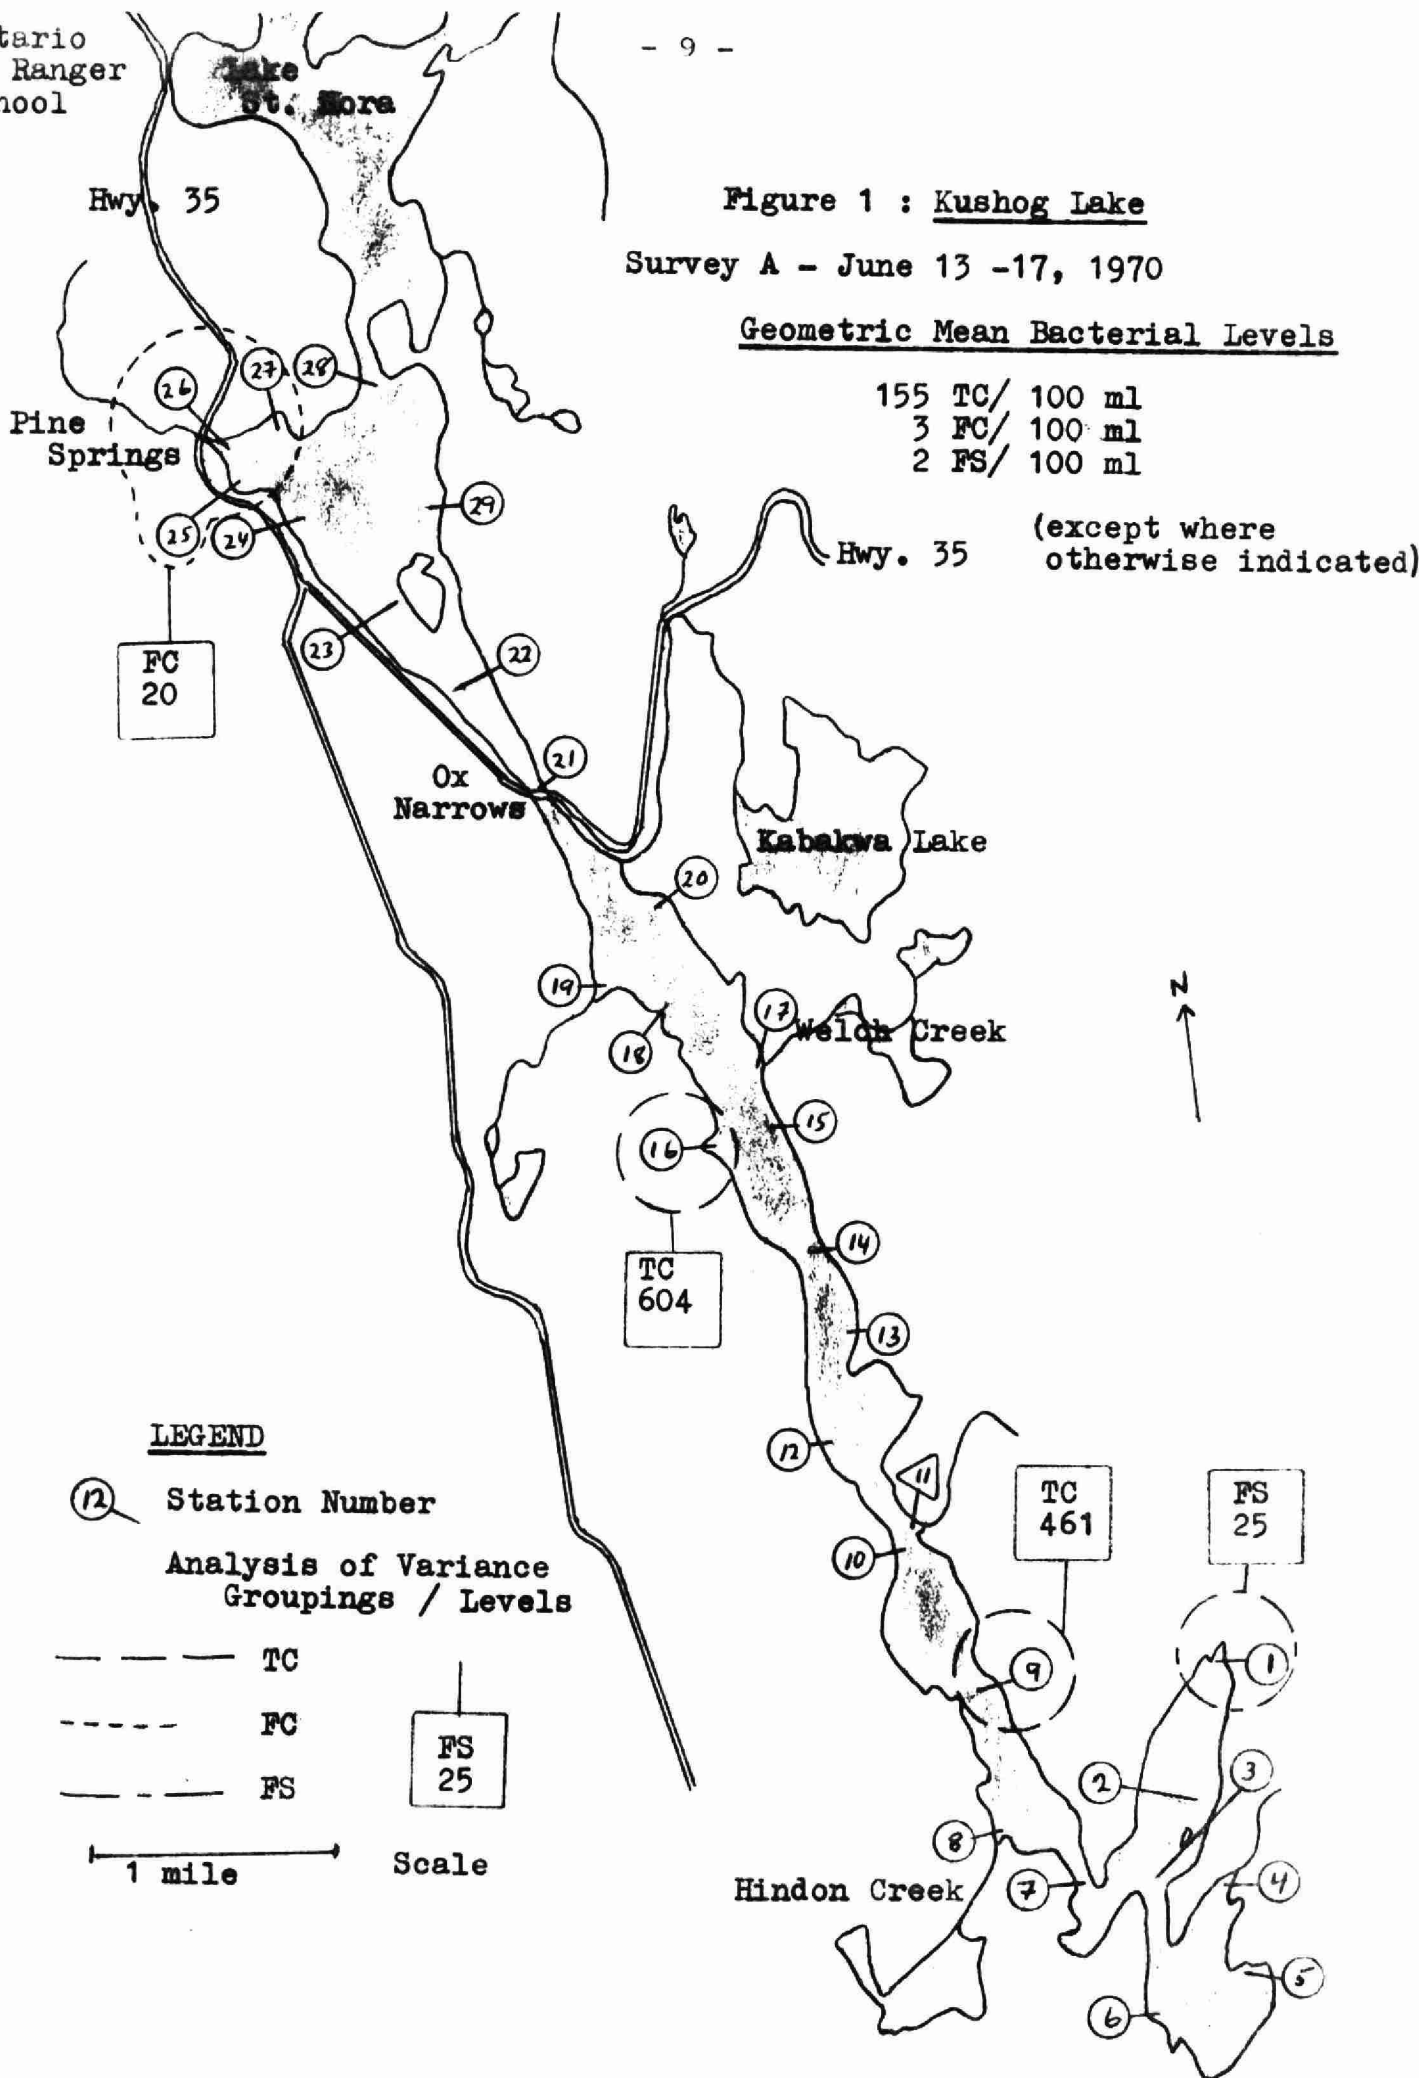 - 9 -
tario
Ranger
hool
Lake
St. Nora
Hwy. 35
Figure 1 : Kushog Lake
Survey A - June 13 -17, 1970
Geometric Mean Bacterial Levels
155 TC/ 100 ml
3 FC/ 100 ml
2 FS/ 100 ml
(except where
otherwise indicated)
27
28
26
Pine
Springs
29
25
24
Hwy. 35
23
22
FC
20
21
Ox
Narrows
Kabakwa Lake
20
19
17
Welch Creek
18
15
16
14
TC
604
13
12
11
10
TC
461
FS
25
9
1
2
3
8
7
4
Hindon Creek
5
6
N
LEGEND
12 Station Number
Analysis of Variance
Groupings / Levels
TC
FC
FS
FS
25
1 mile
Scale